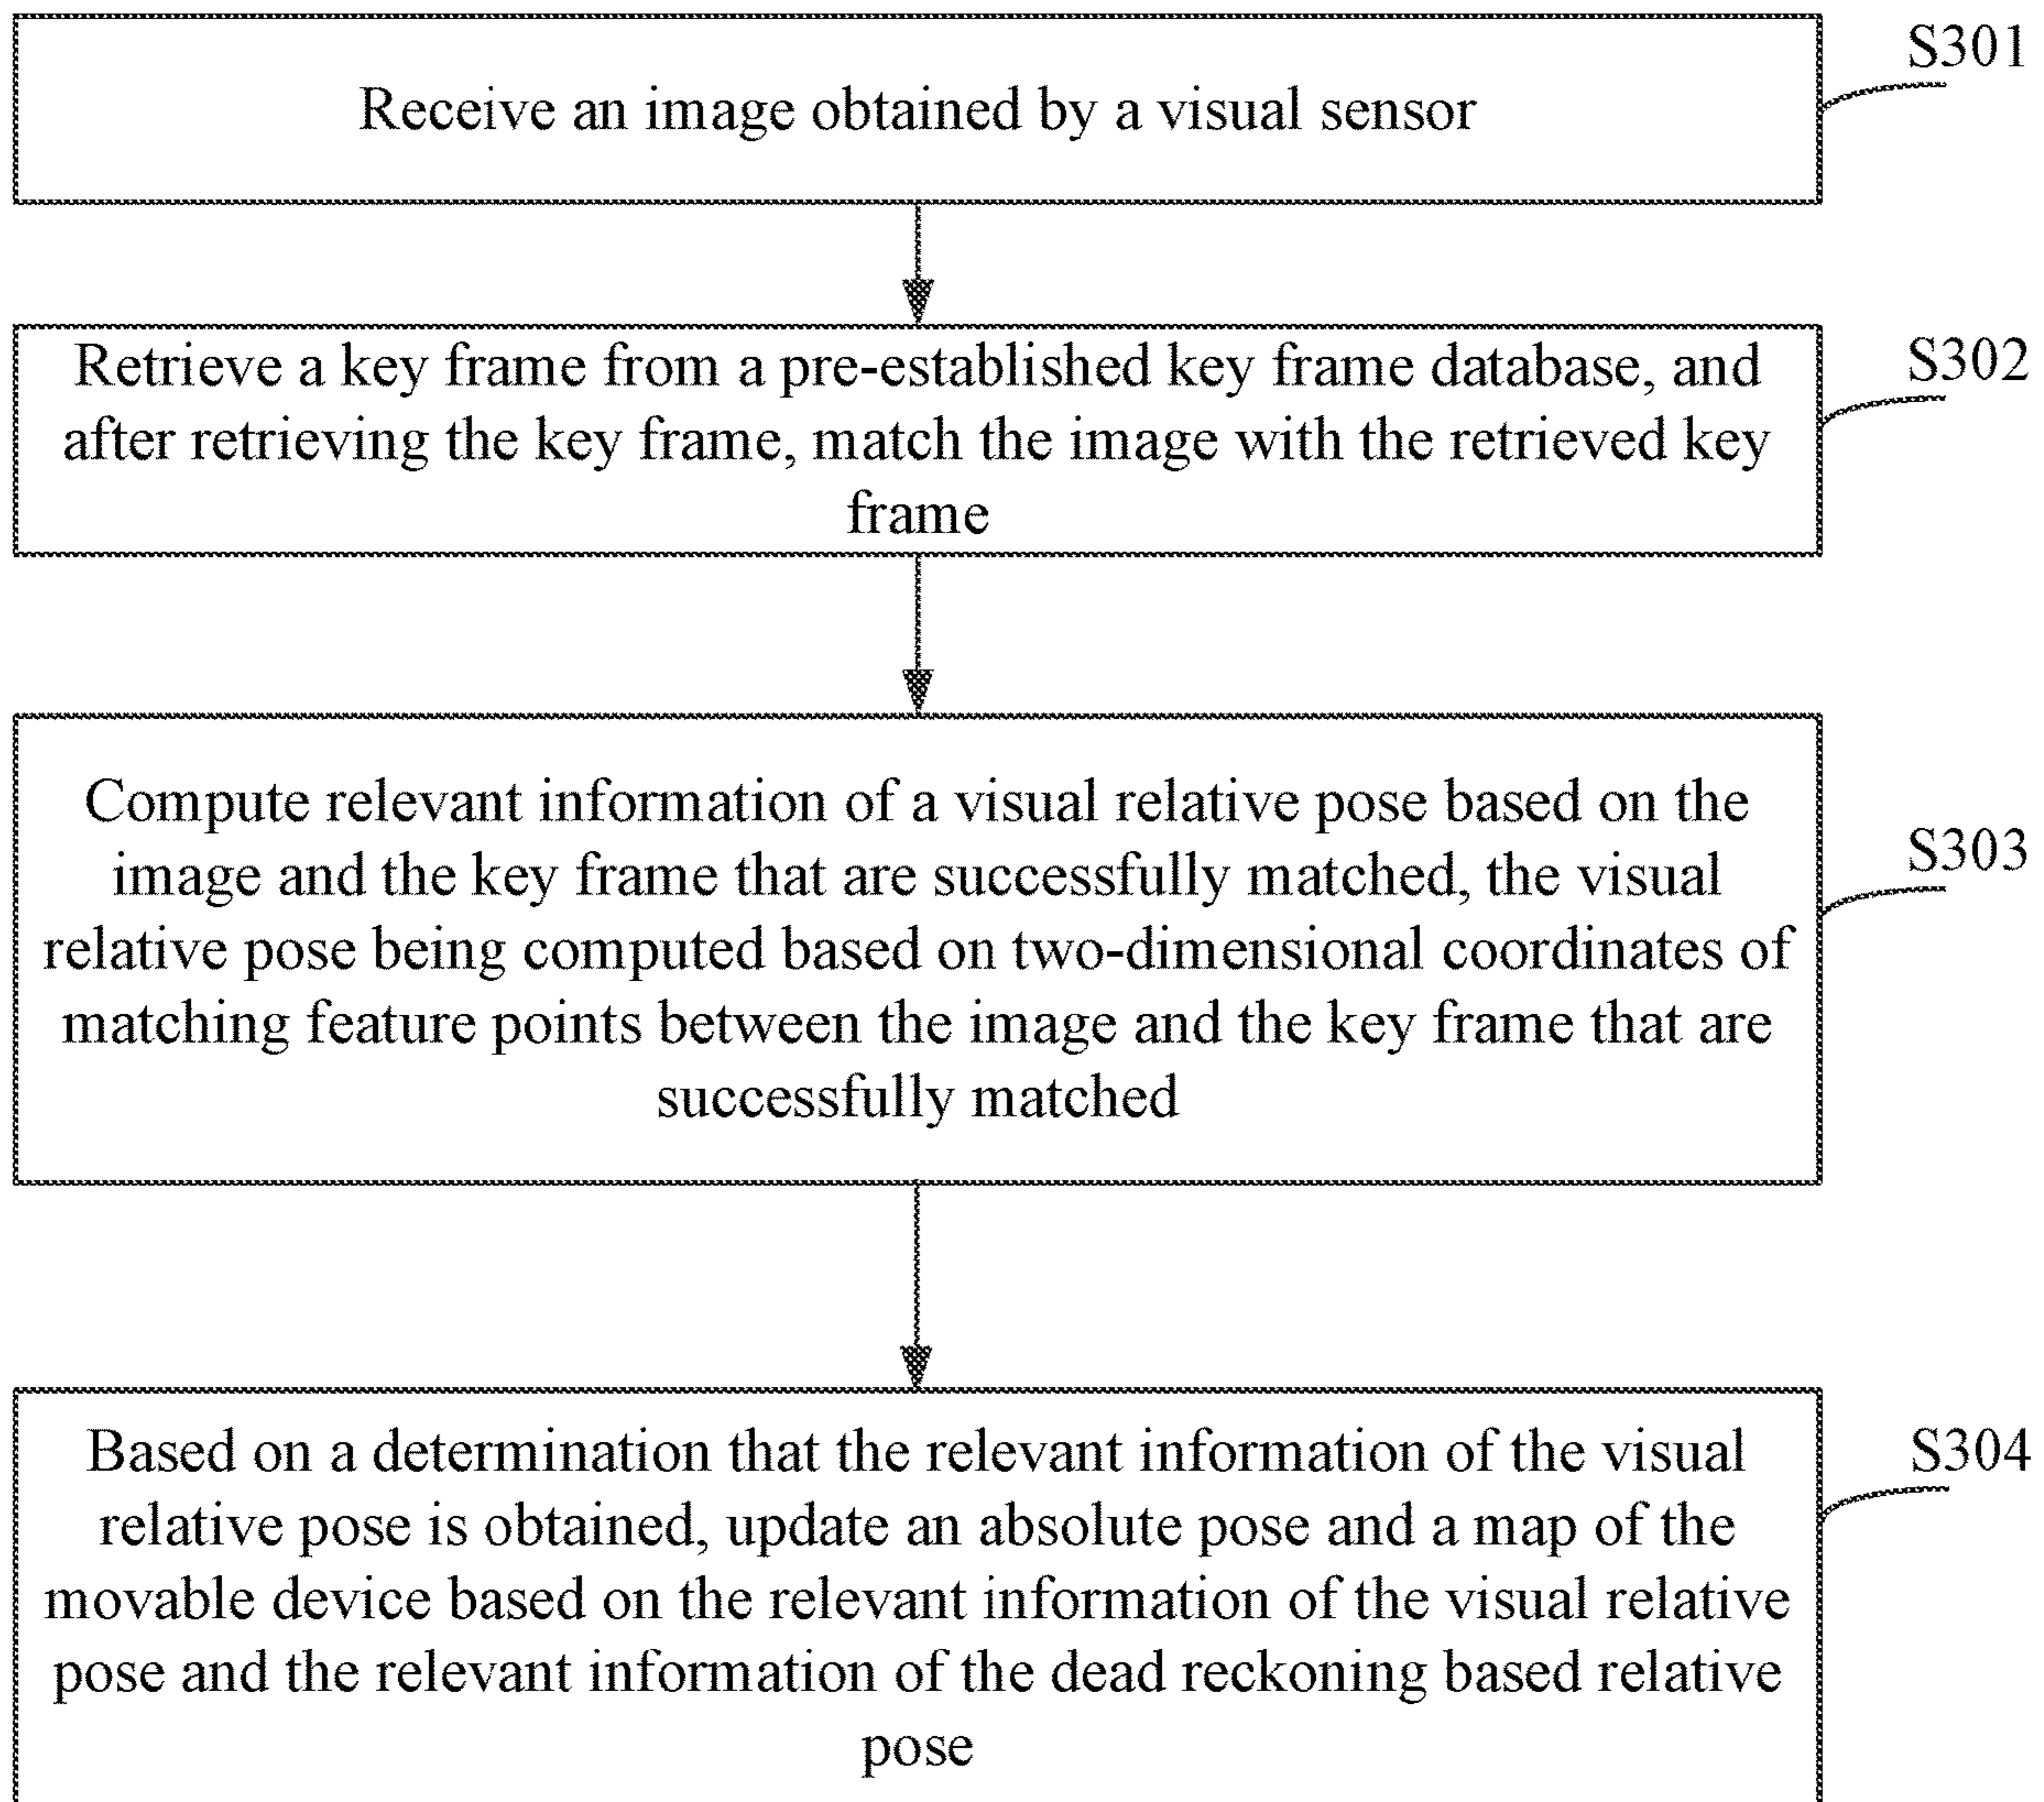 Receive an image obtained by a visual sensor
S301
Retrieve a key frame from a pre-established key frame database, and
after retrieving the key frame, match the image with the retrieved key
frame
S302
Compute relevant information of a visual relative pose based on the
image and the key frame that are successfully matched, the visual
relative pose being computed based on two-dimensional coordinates of
matching feature points between the image and the key frame that are
successfully matched
S303
Based on a determination that the relevant information of the visual
relative pose is obtained, update an absolute pose and a map of the
movable device based on the relevant information of the visual relative
pose and the relevant information of the dead reckoning based relative
pose
S304